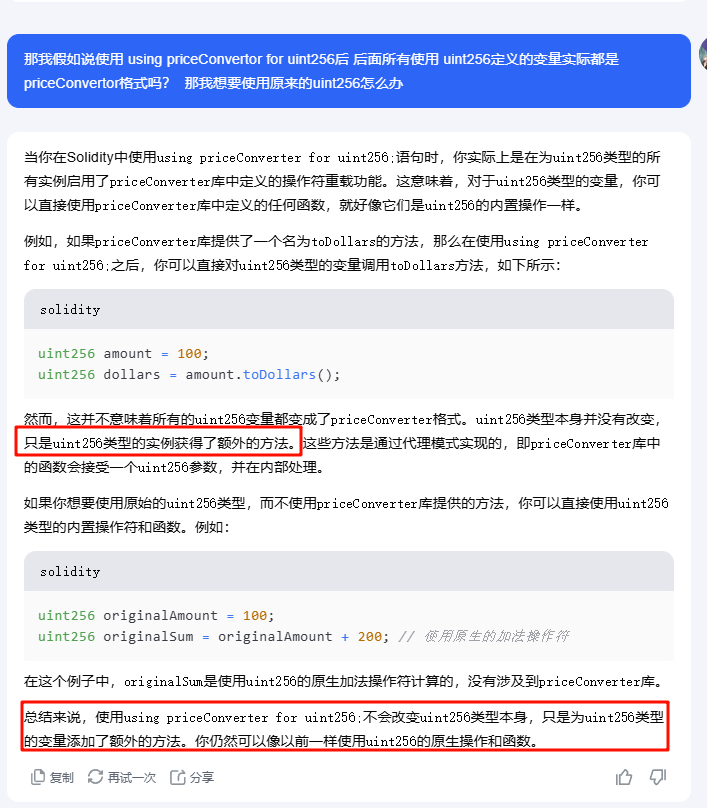 那我假如说使用 using priceConvertor for uint256后 后面所有使用 uint256定义的变量实际都是
priceConvertor格式吗？ 那我想要使用原来的uint256怎么办
当你在Solidity中使用using priceConverter for uint256;语句时，你实际上是在为uint256类型的所
有实例启用了priceConverter库中定义的操作符重载功能。这意味着，对于uint256类型的变量，你可
以直接使用priceConverter库中定义的任何函数，就好像它们是uint256的内置操作一样。
例如，如果priceConverter库提供了一个名为toDollars的方法，那么在使用using priceConverter
for uint256;之后，你可以直接对uint256类型的变量调用toDollars方法，如下所示：
solidity
uint256 amount = 100;
uint256 dollars = amount.toDollars();
然而，这并不意味着所有的uint256变量都变成了priceConverter格式。uint256类型本身并没有改变，
只是uint256类型的实例获得了额外的方法。这些方法是通过代理模式实现的，即priceConverter库中
的函数会接受一个uint256参数，并在内部处理。
如果你想要使用原始的uint256类型，而不使用priceConverter库提供的方法，你可以直接使用uint256
类型的内置操作符和函数。例如：
solidity
uint256 originalAmount = 100;
uint256 originalSum = originalAmount + 200; // 使用原生的加法操作符
在这个例子中，originalSum是使用uint256的原生加法操作符计算的，没有涉及到priceConverter库。
总结来说，使用using priceConverter for uint256;不会改变uint256类型本身，只是为uint256类型
的变量添加了额外的方法。你仍然可以像以前一样使用uint256的原生操作和函数。
复制 再试一次 分享